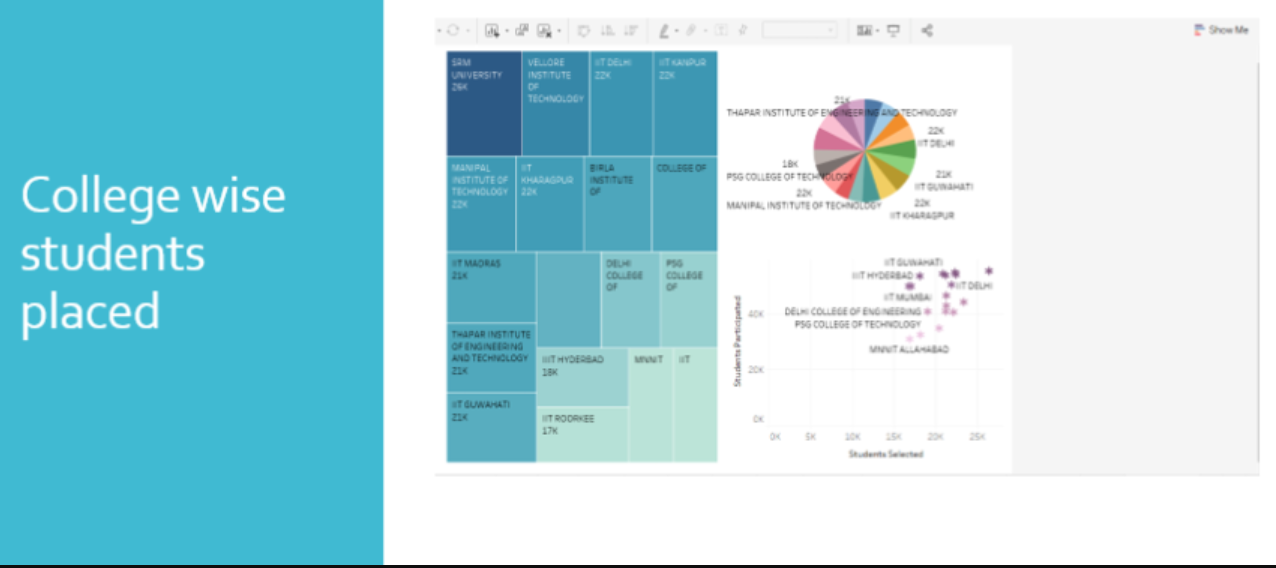 College wise
students
placed
Show Me
SRM
UNIVERSITY
26K
VELLORE
INSTITUTE
OF
TECHNOLOGY
IIT DELHI
22K
IIT KANPUR
22K
MANIPAL
INSTITUTE OF
TECHNOLOGY
22K
IIT
KHARAGPUR
22K
BIRLA
INSTITUTE
OF
COLLEGE OF
IIT MADRAS
21K
DELHI
COLLEGE
OF
PSG
COLLEGE
OF
THAPAR INSTITUTE
OF ENGINEERING
AND TECHNOLOGY
21K
IIIT HYDERBAD
18K
MNNIT
IIT
IIT GUWAHATI
21K
IIT ROORKEE
17K
21K
THAPAR INSTITUTE OF ENGINEERING AND TECHNOLOGY
22K
IIT DELHI
18K
PSG COLLEGE OF TECHNOLOGY
21K
IIT GUWAHATI
22K
MANIPAL INSTITUTE OF TECHNOLOGY
22K
IIT KHARAGPUR
IIT GUWAHATI
IIIT HYDERBAD
IIT DELHI
IIT MUMBAI
DELHI COLLEGE OF ENGINEERING
PSG COLLEGE OF TECHNOLOGY
MNNIT ALLAHABAD
Students Participated
40K
20K
0K
0K 5K 10K 15K 20K 25K
Students Selected